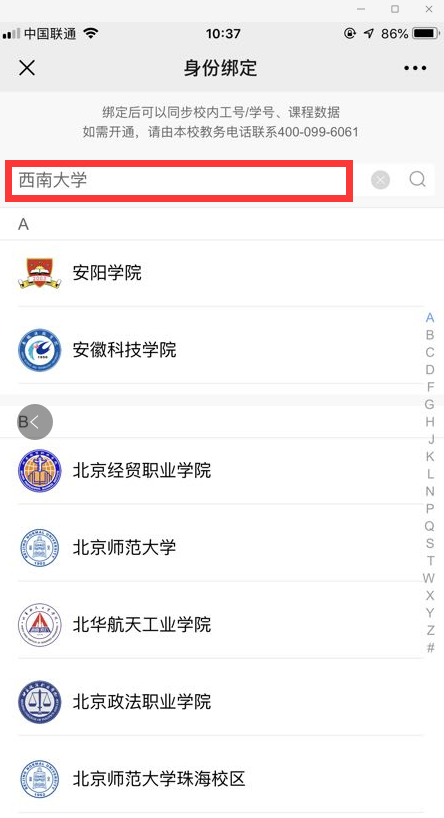 中国联通 10:37 86%
身份绑定
绑定后可以同步校内工号/学号、课程数据
如需开通，请由本校教务电话联系400-099-6061
西南大学
A
安阳学院
安徽科技学院
B
北京经贸职业学院
北京师范大学
北华航天工业学院
北京政法职业学院
北京师范大学珠海校区
A
B
C
D
F
G
H
J
K
L
N
P
Q
S
T
W
X
Y
Z
#